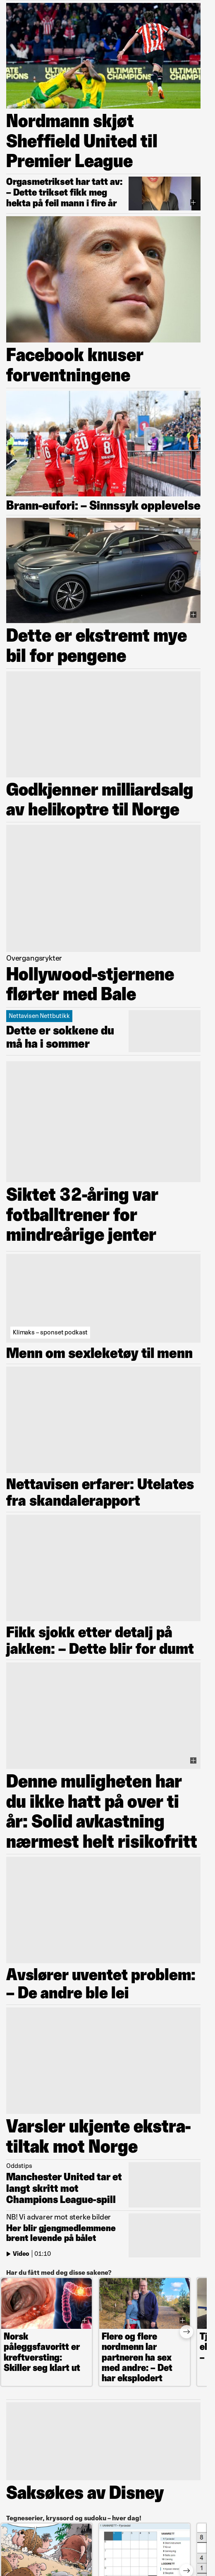 ULTIMATE
CHAMPIONS
ULTIMATE
CHAMPIONS
Nordmann skjøt
Sheffield United til
Premier League
Orgasmetrikset har tatt av:
– Dette trikset fikk meg
hekta på feil mann i fire år
Facebook knuser
forventningene
Brann-eufori: – Sinnssyk opplevelse
Dette er ekstremt mye
bil for pengene
Godkjenner milliardsalg
av helikoptre til Norge
Overgangsrykter
Hollywood-stjernene
flørter med Bale
Nettavisen Nettbutikk
Dette er sokkene du
må ha i sommer
Siktet 32-åring var
fotballtrener for
mindreårige jenter
Klimaks – sponset podkast
Menn om sexleketøy til menn
Nettavisen erfarer: Utelates
fra skandalerapport
Fikk sjokk etter detalj på
jakken: – Dette blir for dumt
Denne muligheten har
du ikke hatt på over ti
år: Solid avkastning
nærmest helt risikofritt
Avslører uventet problem:
– De andre ble lei
Varsler ukjente ekstra-
tiltak mot Norge
Oddstips
Manchester United tar et
langt skritt mot
Champions League-spill
NB! Vi advarer mot sterke bilder
Her blir gjengmedlemmene
brent levende på bålet
Video | 01:10
Har du fått med deg disse sakene?
Norsk
påleggsfavoritt er
kreftversting:
Skiller seg klart ut
Flere og flere
nordmenn lar
partneren ha sex
med andre: – Det
har eksplodert
Saksøkes av Disney
Tegneserier, kryssord og sudoku – hver dag!
8
4
1